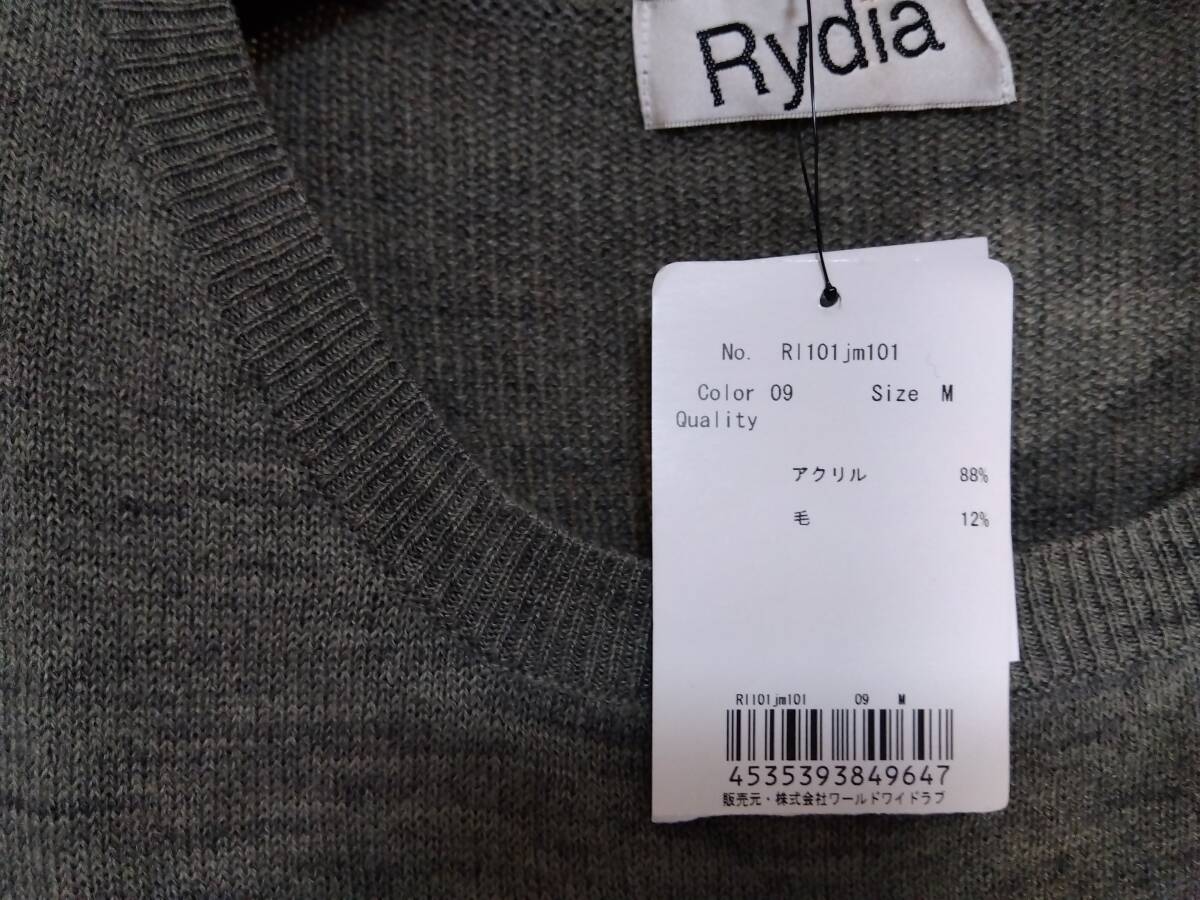 Rydia
No. Rl101jm101
Color 09 Size M
Quality
アクリル 88%
毛 12%
Rl101jm101 09 M
4535393849647
販売元・株式会社ワールドワイドラブ